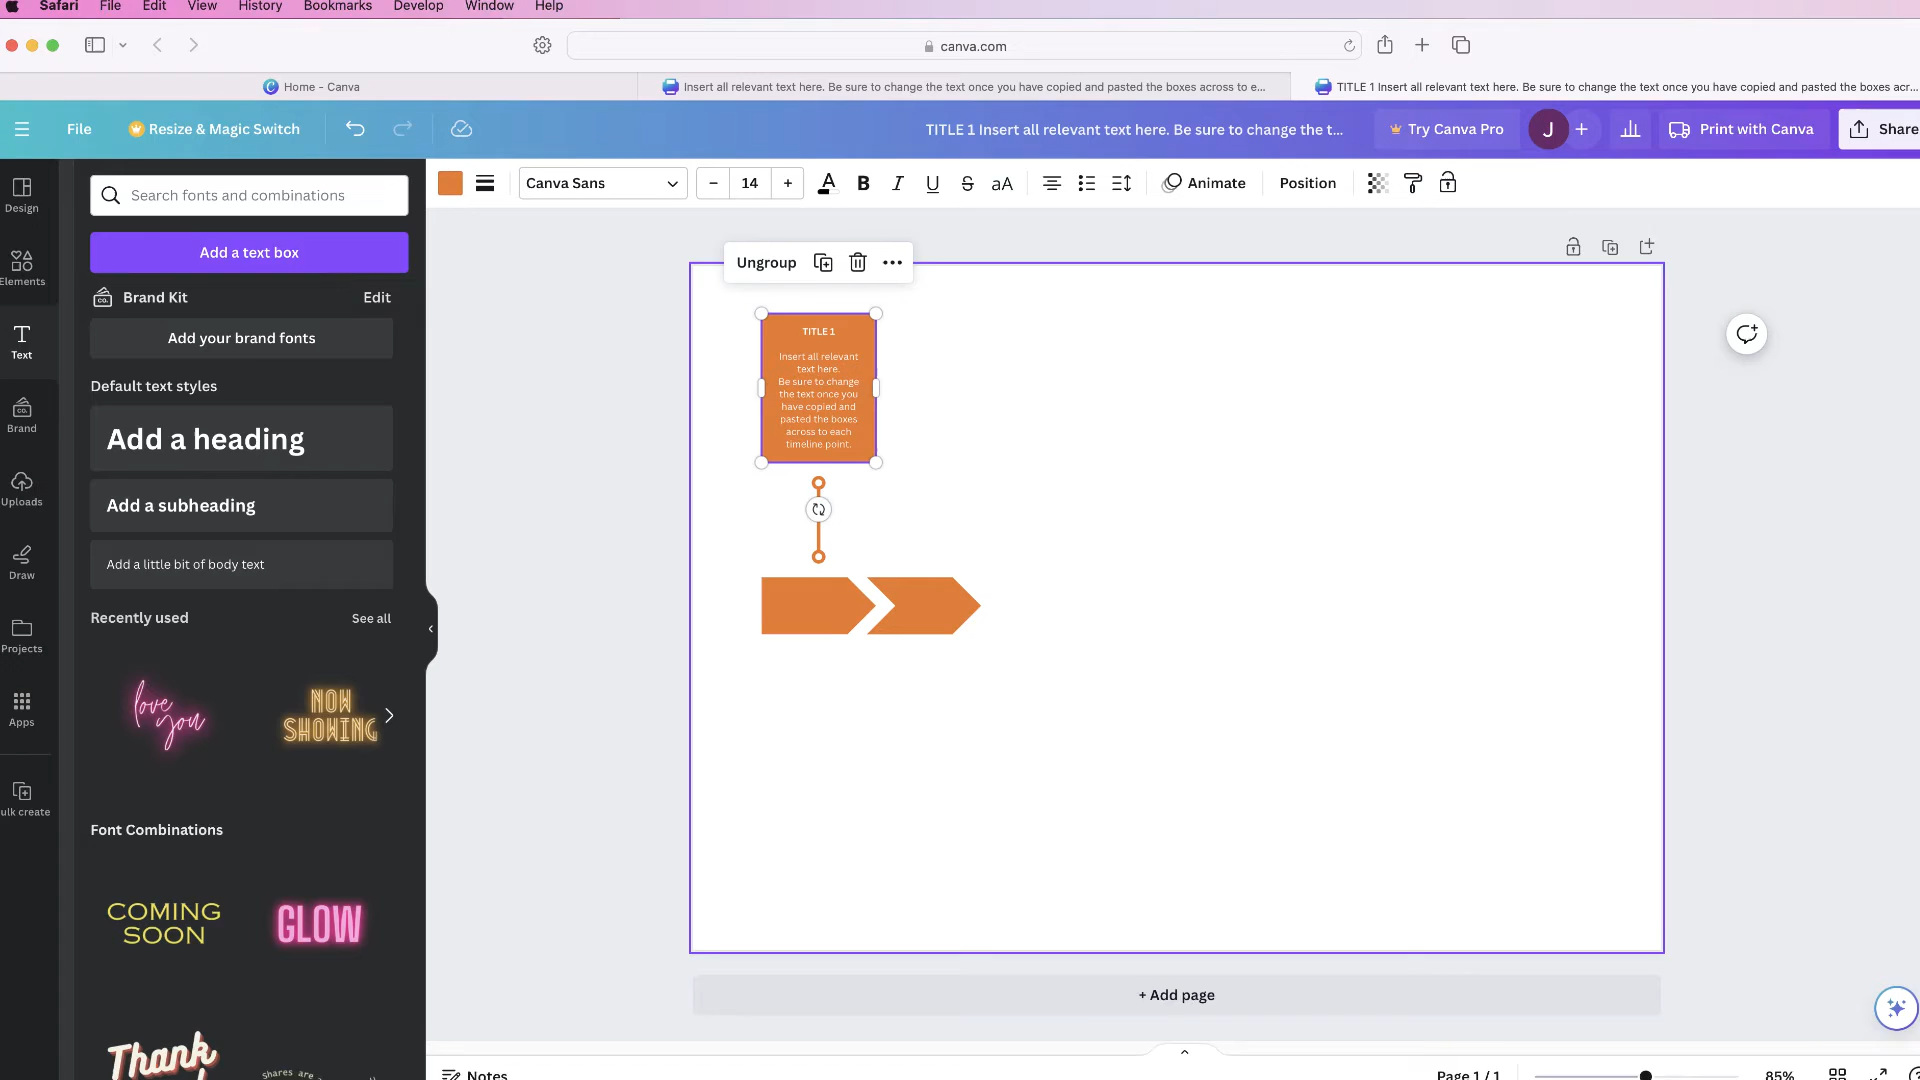 Safari File Edit View History Bookmarks Develop Window Help
canva.com
Home - Canva
Insert all relevant text here. Be sure to change the text once you have copied and pasted the boxes across to e...
TITLE 1 Insert all relevant text here. Be sure to change the text once you have copied and pasted the boxes acr...
File Resize & Magic Switch
TITLE 1 Insert all relevant text here. Be sure to change the t...
Try Canva Pro
J
Print with Canva
Share
Design
Elements
Text
Brand
Uploads
Draw
Projects
Apps
ulk create
Search fonts and combinations
Add a text box
Brand Kit Edit
Add your brand fonts
Default text styles
Add a heading
Add a subheading
Add a little bit of body text
Recently used See all
love you
NOW SHOWING
Font Combinations
COMING SOON
GLOW
Thank
shares are a
Canva Sans
14
A B I U S aA
Animate
Position
Ungroup
TITLE 1
Insert all relevant
text here.
Be sure to change
the text once you
have copied and
pasted the boxes
across to each
timeline point.
+ Add page
Notes
Page 1 / 1
85%